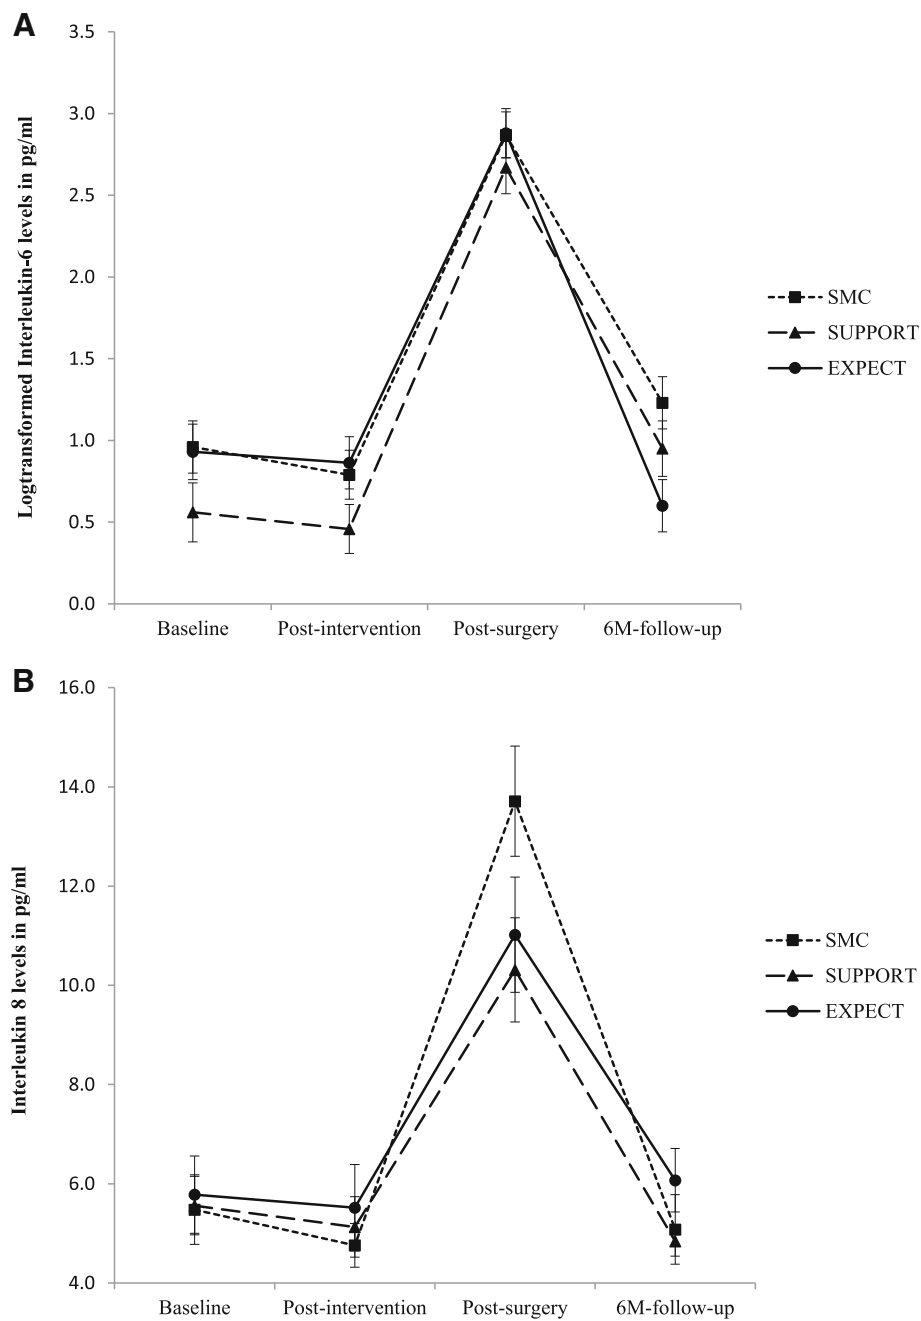 A
Logtransformed Interleukin-6 levels in pg/ml
3.5
3.0
2.5
2.0
1.5
1.0
0.5
0.0
Baseline
Post-intervention
Post-surgery
6M-follow-up
SMC
SUPPORT
EXPECT
B
Interleukin 8 levels in pg/ml
16.0
14.0
12.0
10.0
8.0
6.0
4.0
Baseline
Post-intervention
Post-surgery
6M-follow-up
SMC
SUPPORT
EXPECT